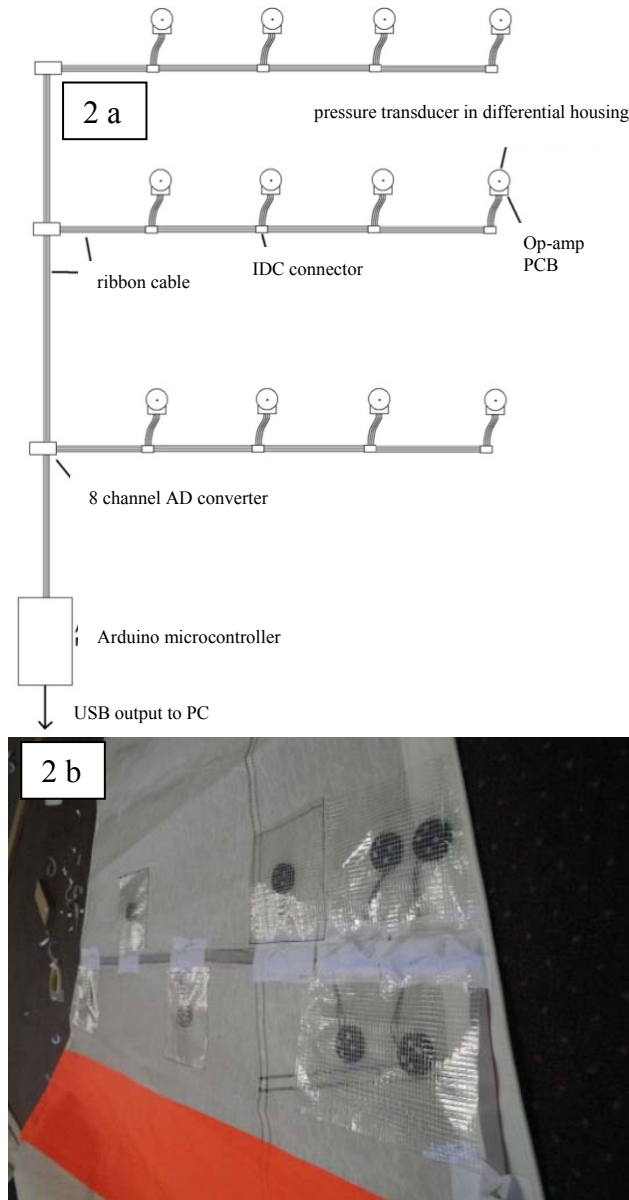 2 a
pressure transducer in differential housing
Op-amp
PCB
IDC connector
ribbon cable
8 channel AD converter
Arduino microcontroller
USB output to PC
2 b